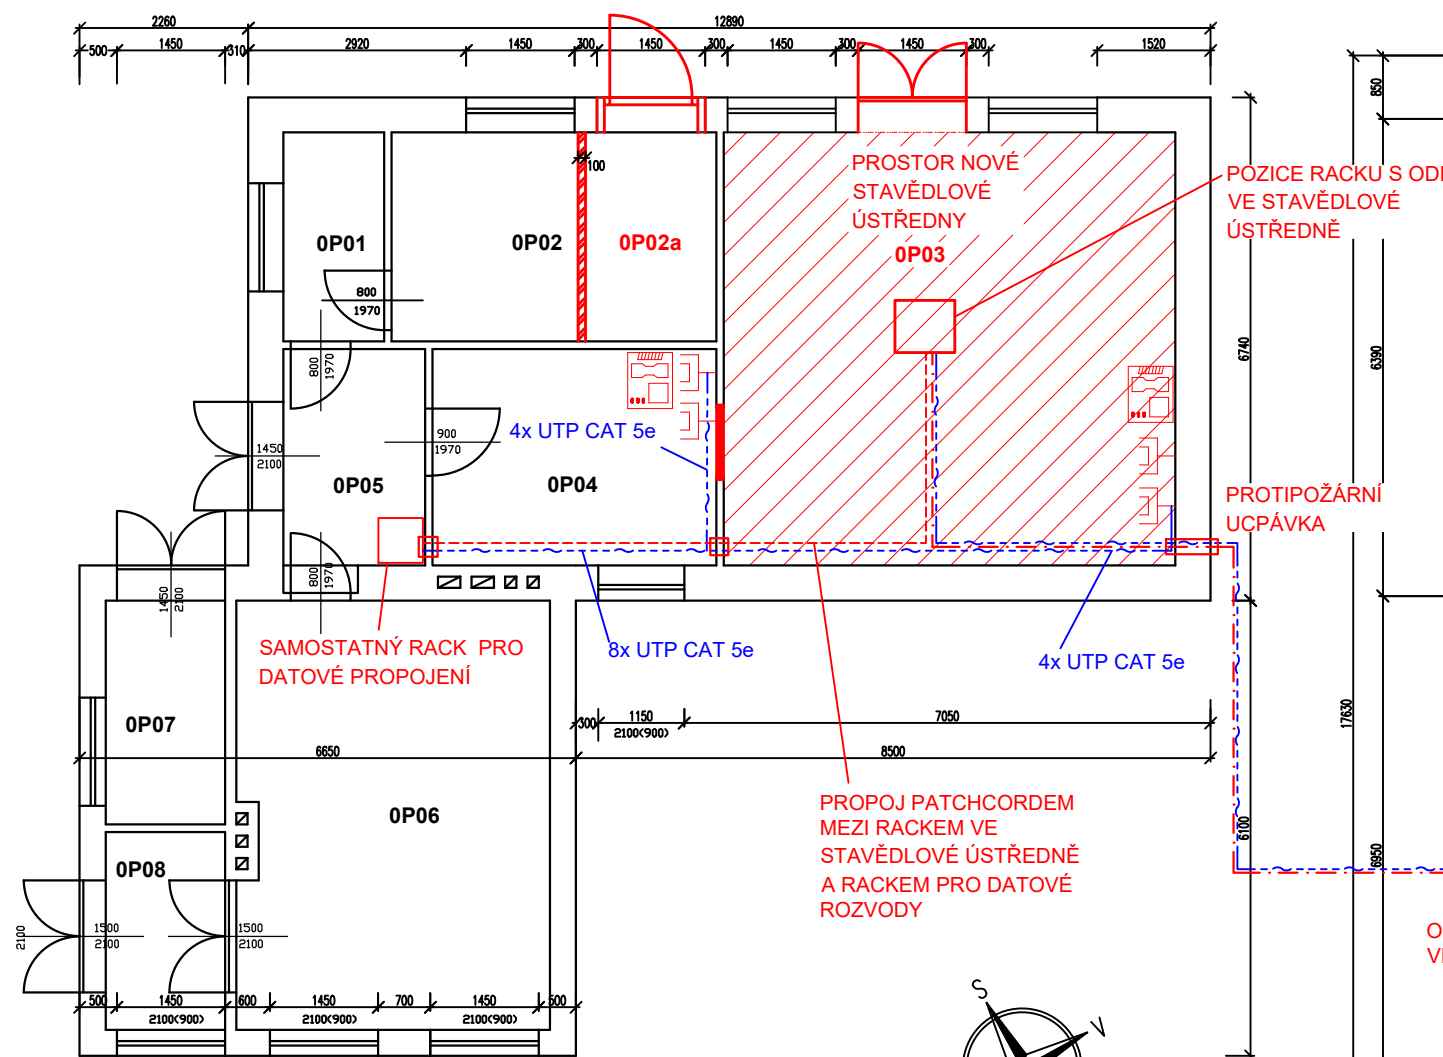 2260
12890
500
1450
310
2920
1450
300
1450
300
1450
300
1450
300
1520
850
100
PROSTOR NOVÉ
STAVĚDLOVÉ
ÚSTŘEDNY
0P03
POZICE RACKU S
VE STAVĚDLOVÉ
ÚSTŘEDNĚ
0P01
0P02
0P02a
800
1970
800
1970
6740
6390
4x UTP CAT 5e
900
1970
1450
2100
0P05
0P04
PROTIPOŽÁRNÍ
UCPÁVKA
800
1970
1450
2100
SAMOSTATNÝ RACK PRO
DATOVÉ PROPOJENÍ
8x UTP CAT 5e
4x UTP CAT 5e
0P07
300
1150
2100(900)
7050
17630
6650
8500
0P06
PROPOJ PATCHCORDEM
MEZI RACKEM VE
STAVĚDLOVÉ ÚSTŘEDNĚ
A RACKEM PRO DATOVÉ
ROZVODY
6100
6950
0P08
2100
1500
2100
1500
2100
500
1450
2100(900)
600
1450
2100(900)
700
1450
2100(900)
600
S
V